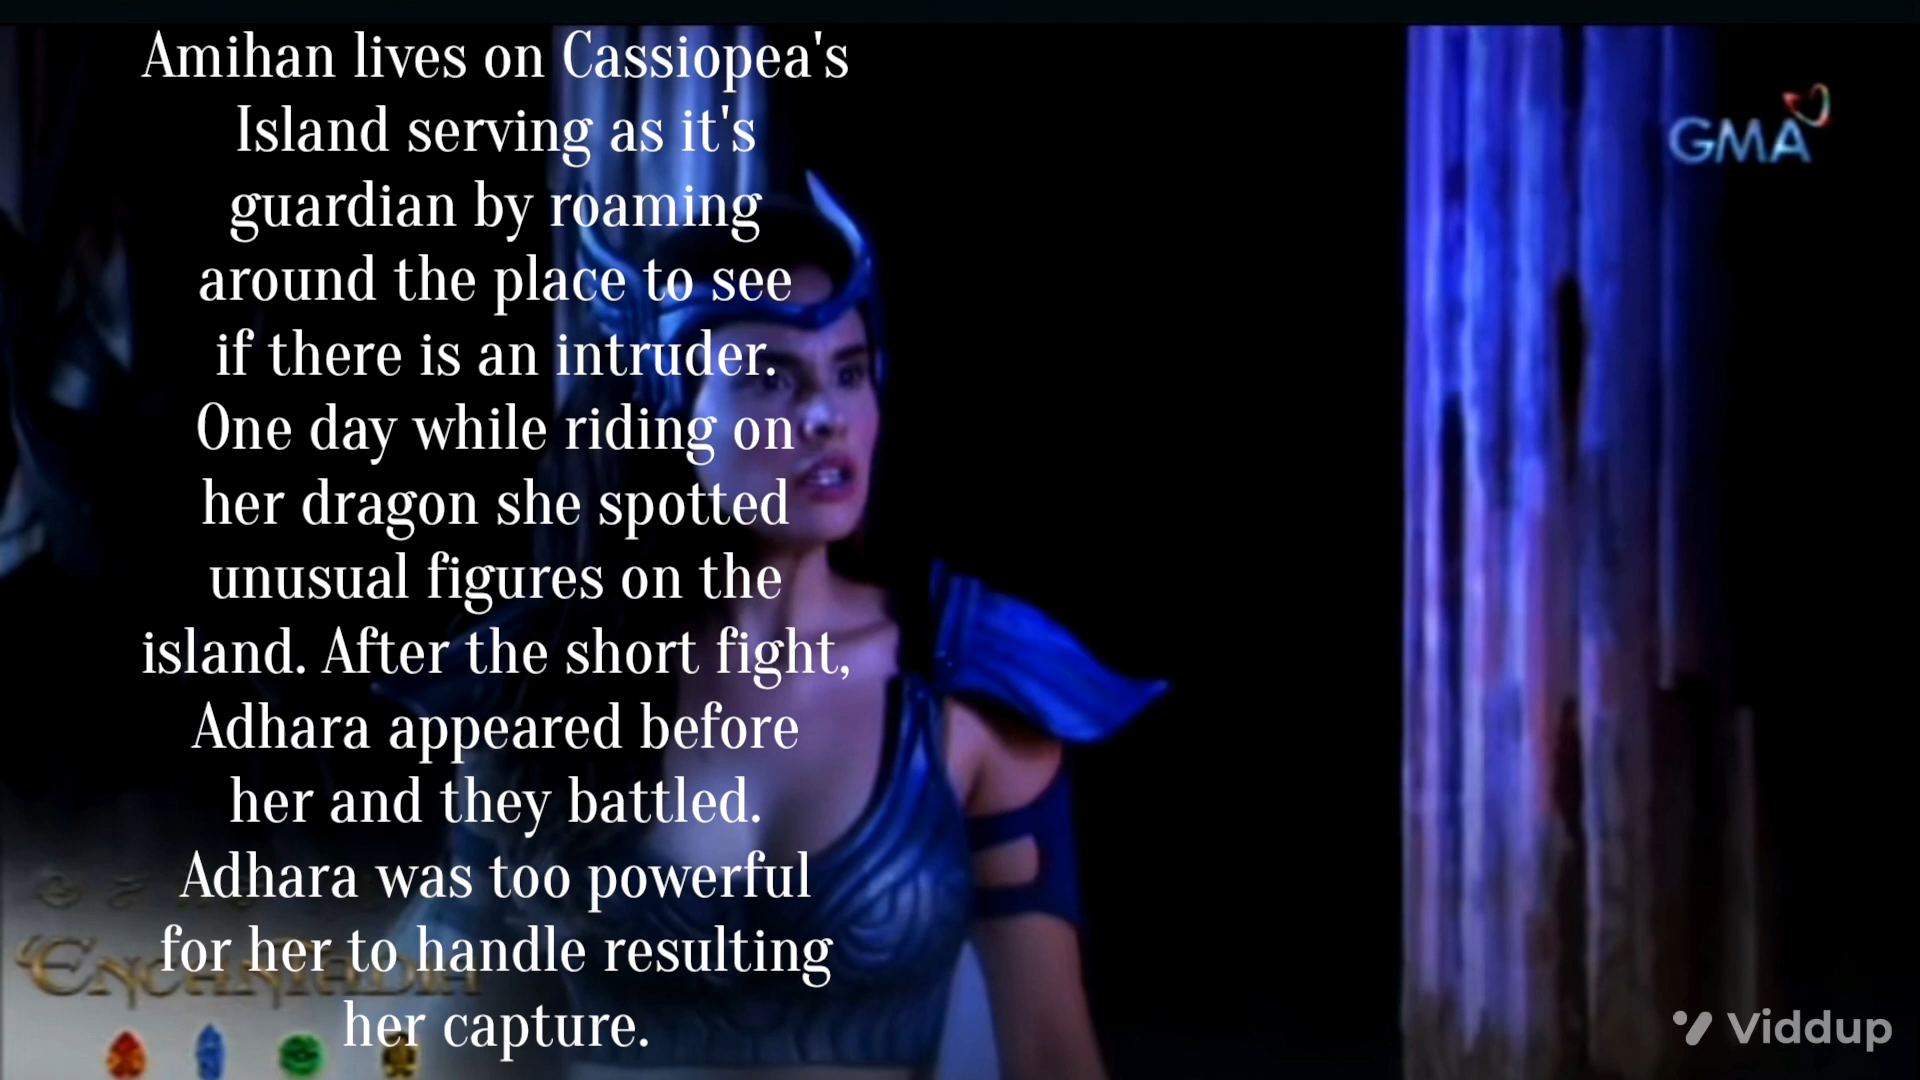 Amihan lives on Cassiopea's
Island serving as it's
guardian by roaming
around the place to see
if there is an intruder.
One day while riding on
her dragon she spotted
unusual figures on the
island. After the short fight,
Adhara appeared before
her and they battled.
Adhara was too powerful
for her to handle resulting
her capture.
GMA
ENCANTADIA
Viddup